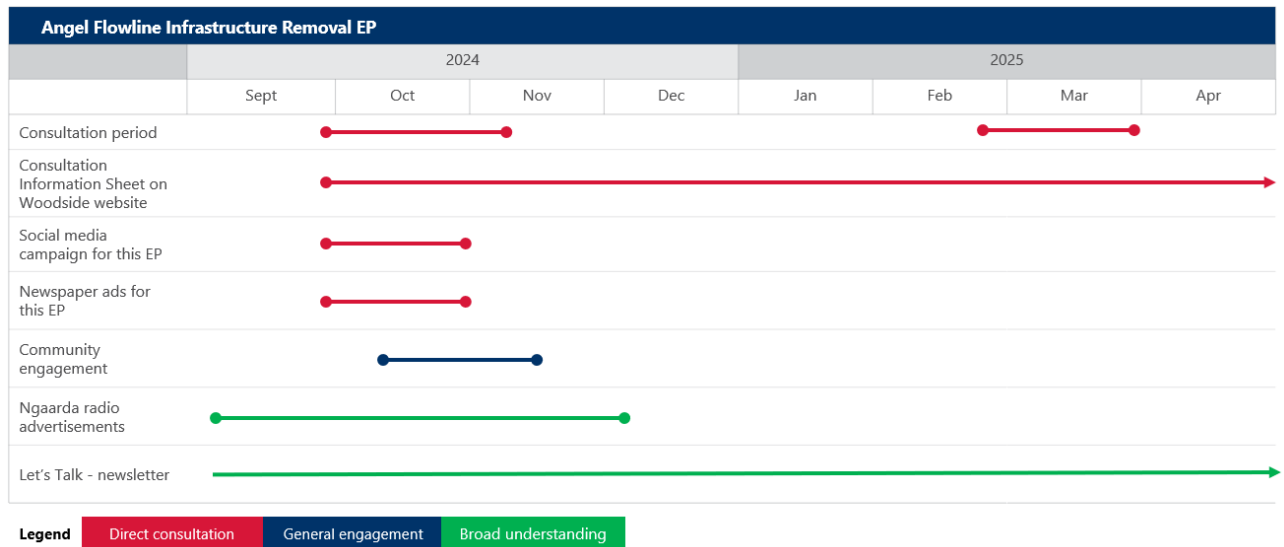 Angel Flowline Infrastructure Removal EP
2024
2025
Sept
Oct
Nov
Dec
Jan
Feb
Mar
Apr
Consultation period
Consultation
Information Sheet on
Woodside website
Social media
campaign for this EP
Newspaper ads for
this EP
Community
engagement
Ngaarda radio
advertisements
Let's Talk - newsletter
Legend
Direct consultation
General engagement
Broad understanding